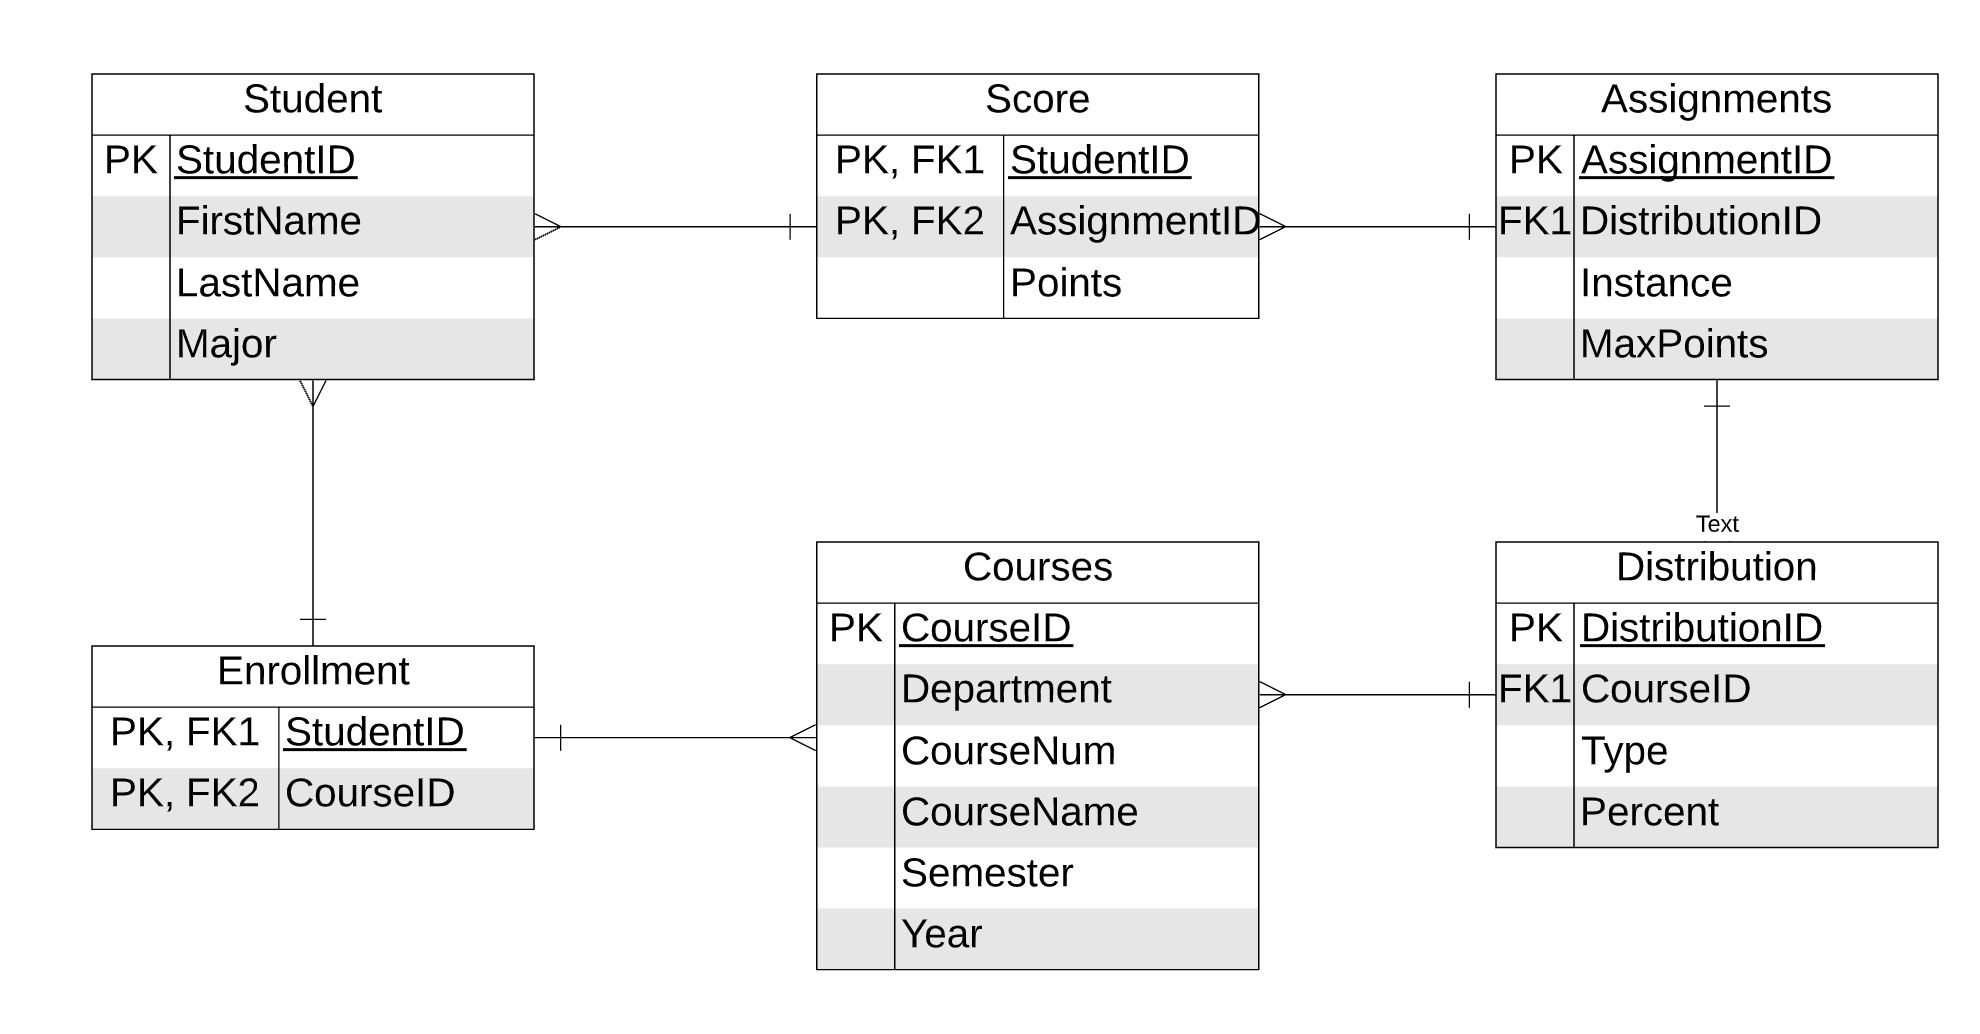 Student
PK StudentID
FirstName
LastName
Major
Score
PK, FK1 StudentID
PK, FK2 AssignmentID
Points
Assignments
PK AssignmentID
FK1 DistributionID
Instance
MaxPoints
Text
Enrollment
PK, FK1 StudentID
PK, FK2 CourseID
Courses
PK CourseID
Department
CourseNum
CourseName
Semester
Year
Distribution
PK DistributionID
FK1 CourseID
Type
Percent